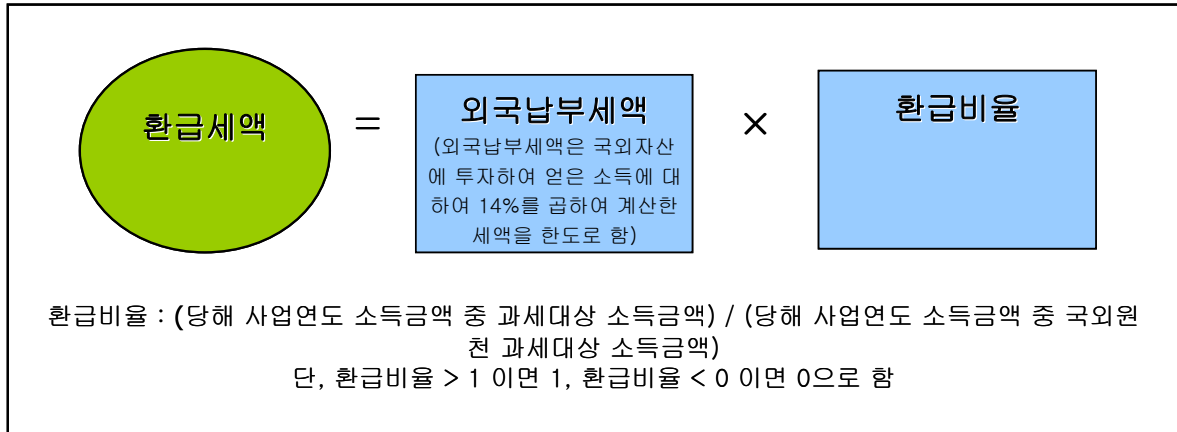 환급세액
=
외국납부세액
(외국납부세액은 국외자산
에 투자하여 얻은 소득에 대
하여 14%를 곱하여 계산한
세액을 한도로 함)
×
환급비율
환급비율 : (당해 사업연도 소득금액 중 과세대상 소득금액) / (당해 사업연도 소득금액 중 국외원
천 과세대상 소득금액)
단, 환급비율 > 1 이면 1, 환급비율 < 0 이면 0으로 함